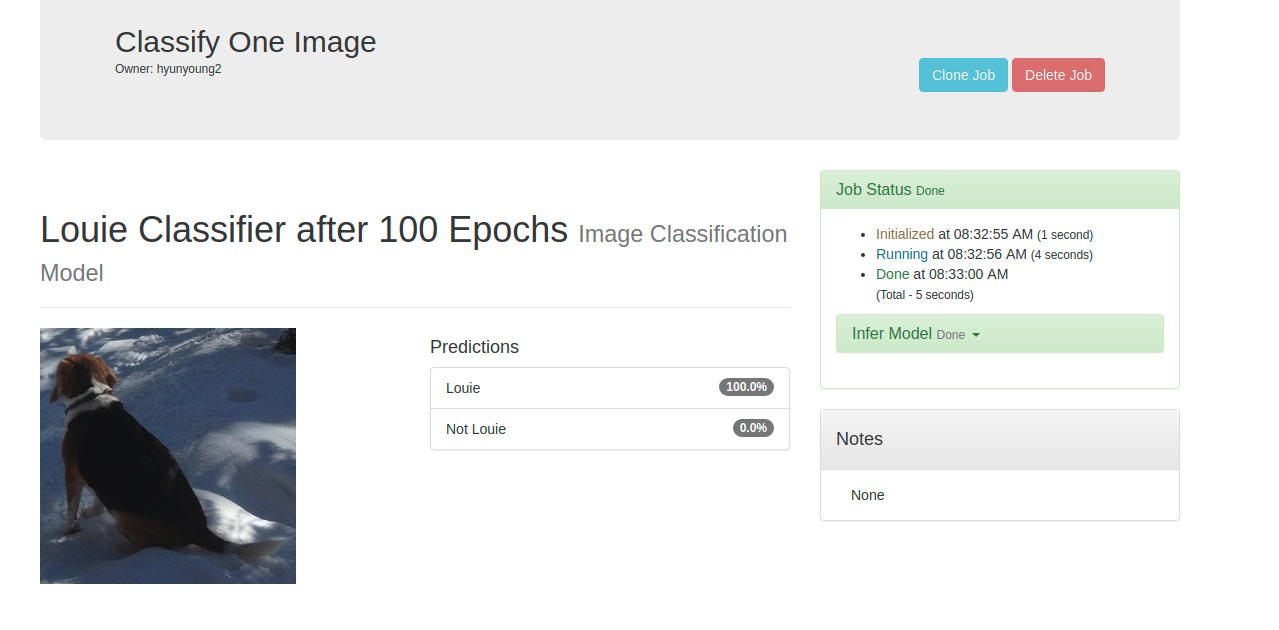 Classify One Image
Owner: hyunyoung2
Clone Job Delete Job
Louie Classifier after 100 Epochs Image Classification
Model
Predictions
Louie 100.0%
Not Louie 0.0%
Job Status Done
Initialized at 08:32:55 AM (1 second)
Running at 08:32:56 AM (4 seconds)
Done at 08:33:00 AM
(Total - 5 seconds)
Infer Model Done
Notes
None